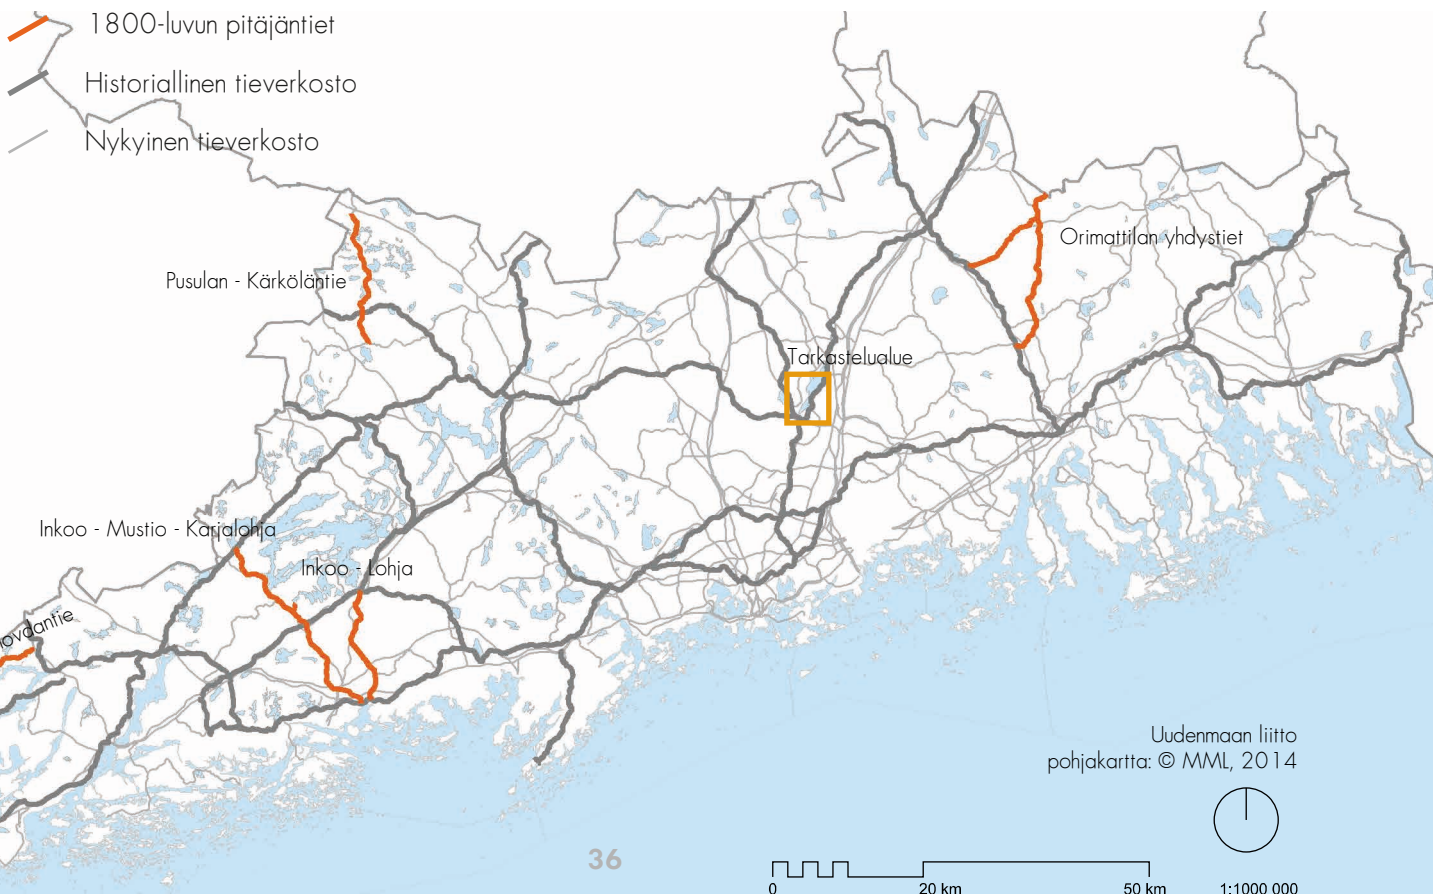 1800-luvun pitäjäntiet
Historiallinen tieverkosto
Nykyinen tieverkosto
Orimattilan yhdystiet
Pusulan - Kärköläntie
Tarkastelualue
Inkoo - Mustio - Karjalohja
Inkoo - Lohja
Uudenmaan liitto
pohjakartta: © MML, 2014
36
0 20 km 50 km 1:1000 000